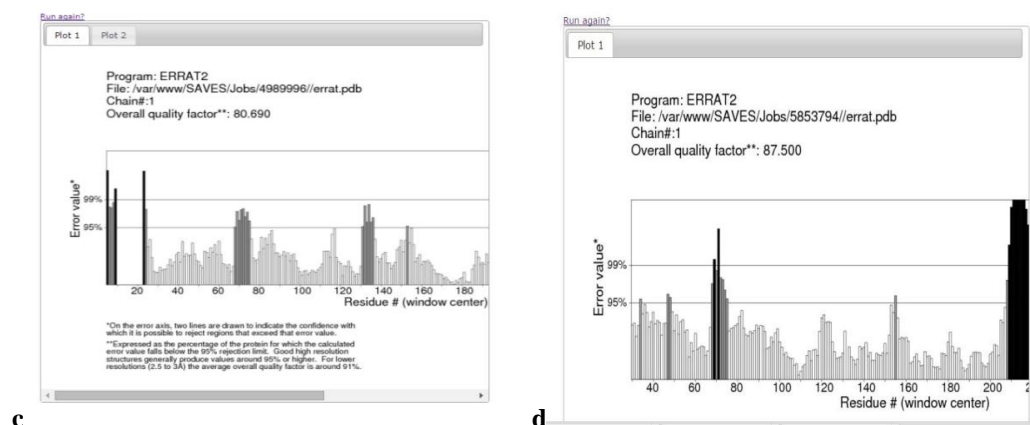 Run again?
Plot 1 Plot 2
Program: ERRAT2
File: /var/www/SAVES/Jobs/4989996//errat.pdb
Chain#:1
Overall quality factor**: 80.690
Error value*
99%
95%
20 40 60 80 100 120 140 160 180
Residue # (window center)
*On the error axis, two lines are drawn to indicate the confidence with
which it is possible to reject regions that exceed that error value.
**Expressed as the percentage of the protein for which the calculated
error value falls below the 95% rejection limit. Good high resolution
structures generally produce values around 95% or higher. For lower
resolutions (2.5 to 3A) the average overall quality factor is around 91%.
c
Run again?
Plot 1
Program: ERRAT2
File: /var/www/SAVES/Jobs/5853794//errat.pdb
Chain#:1
Overall quality factor**: 87.500
Error value*
99%
95%
40 60 80 100 120 140 160 180 200 2
Residue # (window center)
d